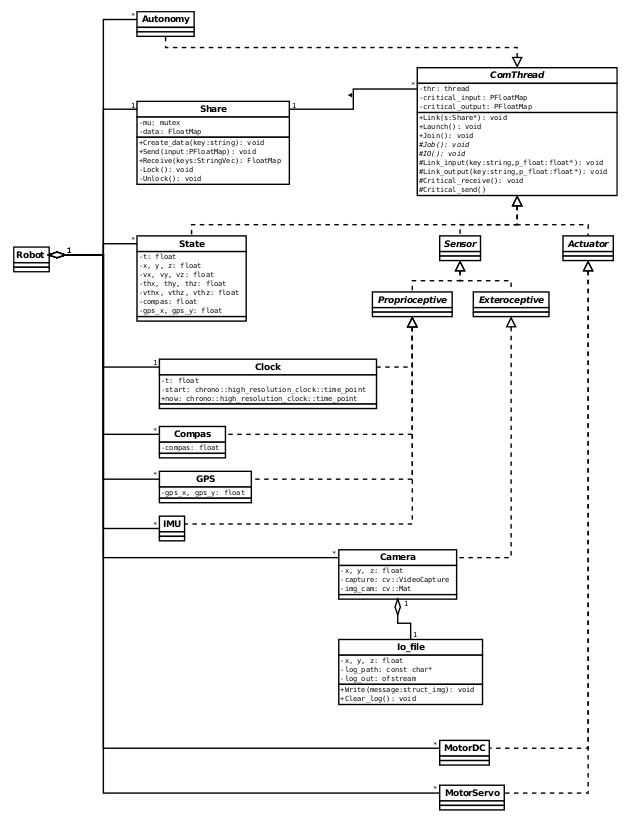 *
Autonomy
ComThread
-thr: thread
-critical_input: PFloatMap
-critical_output: PFloatMap
+Link(s:Share*): void
+Launch(): void
+Join(): void
#Job(): void
#IO(): void
#Link_input(key:string,p_float:float*): void
#Link_output(key:string,p_float:float*): void
#Critical_receive(): void
#Critical_send()
*
1
Share
1
-mu: mutex
-data: FloatMap
+Create_data(key:string): void
+Send(input:PFloatMap): void
+Receive(keys:StringVec): FloatMap
-Lock(): void
-Unlock(): void
Robot
1
*
State
-t: float
-x, y, z: float
-vx, vy, vz: float
-thx, thy, thz: float
-vthx, vthz, vthz: float
-compas: float
-gps_x, gps_y: float
Sensor
Actuator
Proprioceptive
Exteroceptive
1
Clock
-t: float
-start: chrono::high_resolution_clock::time_point
+now: chrono::high_resolution_clock::time_point
*
Compas
-compas: float
*
GPS
-gps_x, gps_y: float
*
IMU
*
Camera
-x, y, z: float
-capture: cv::VideoCapture
-img_cam: cv::Mat
1
1
Io_file
-x, y, z: float
-log_path: const char*
-log_out: ofstream
+Write(message:struct_img): void
+Clear_log(): void
*
MotorDC
*
MotorServo